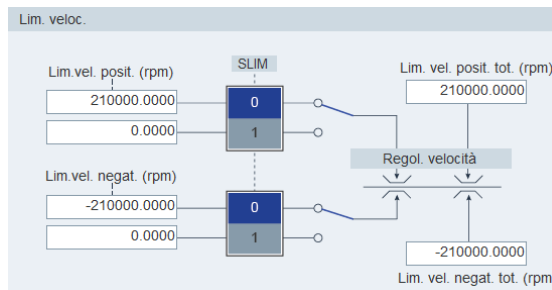 Lim. veloc.
SLIM
Lim.vel. posit. (rpm)
Lim. vel. posit. tot. (rpm)
210000.0000
0
210000.0000
0.0000
1
Regol. velocità
Lim.vel. negat. (rpm)
-210000.0000
0
0.0000
1
-210000.0000
Lim. vel. negat. tot. (rpm